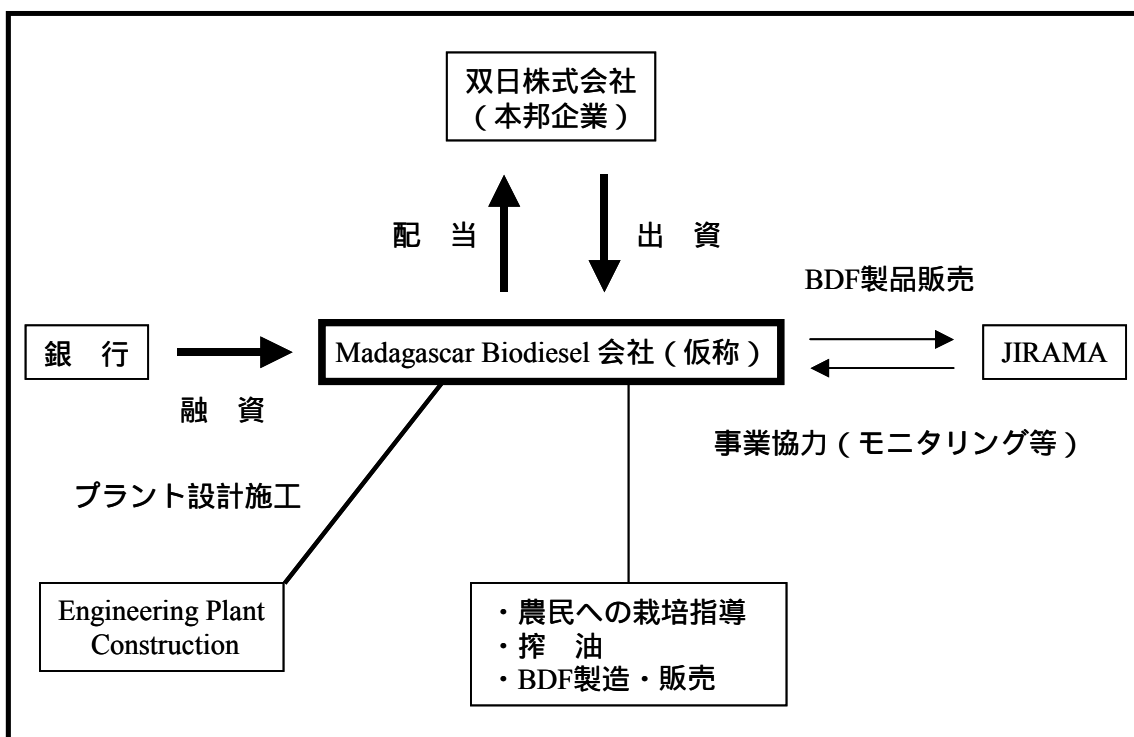 双日株式会社
（本邦企業）
配　当
出　資
BDF製品販売
銀　行
Madagascar Biodiesel 会社（仮称）
JIRAMA
融　資
事業協力（モニタリング等）
プラント設計施工
Engineering Plant
Construction
・農民への栽培指導
・搾　油
・BDF製造・販売